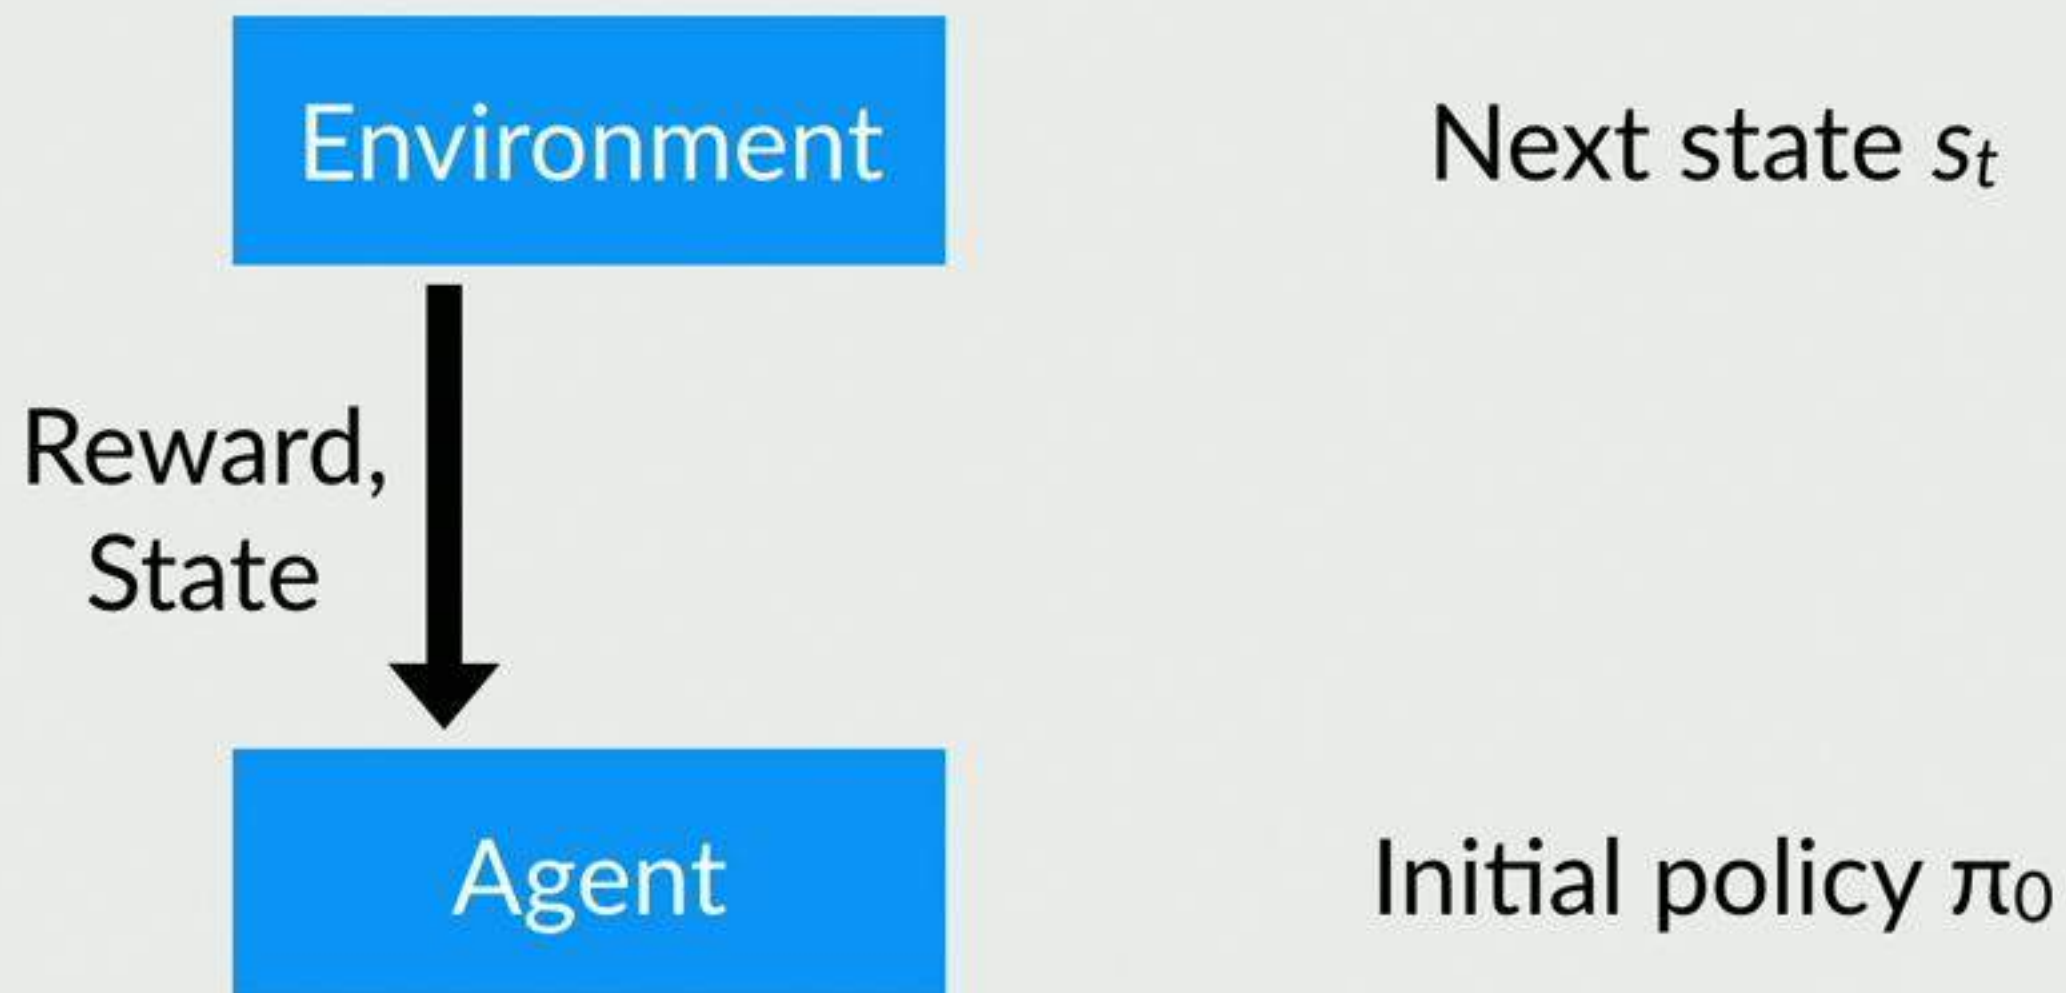 Environment
Next state sₜ
Reward,
State
Agent
Initial policy π₀